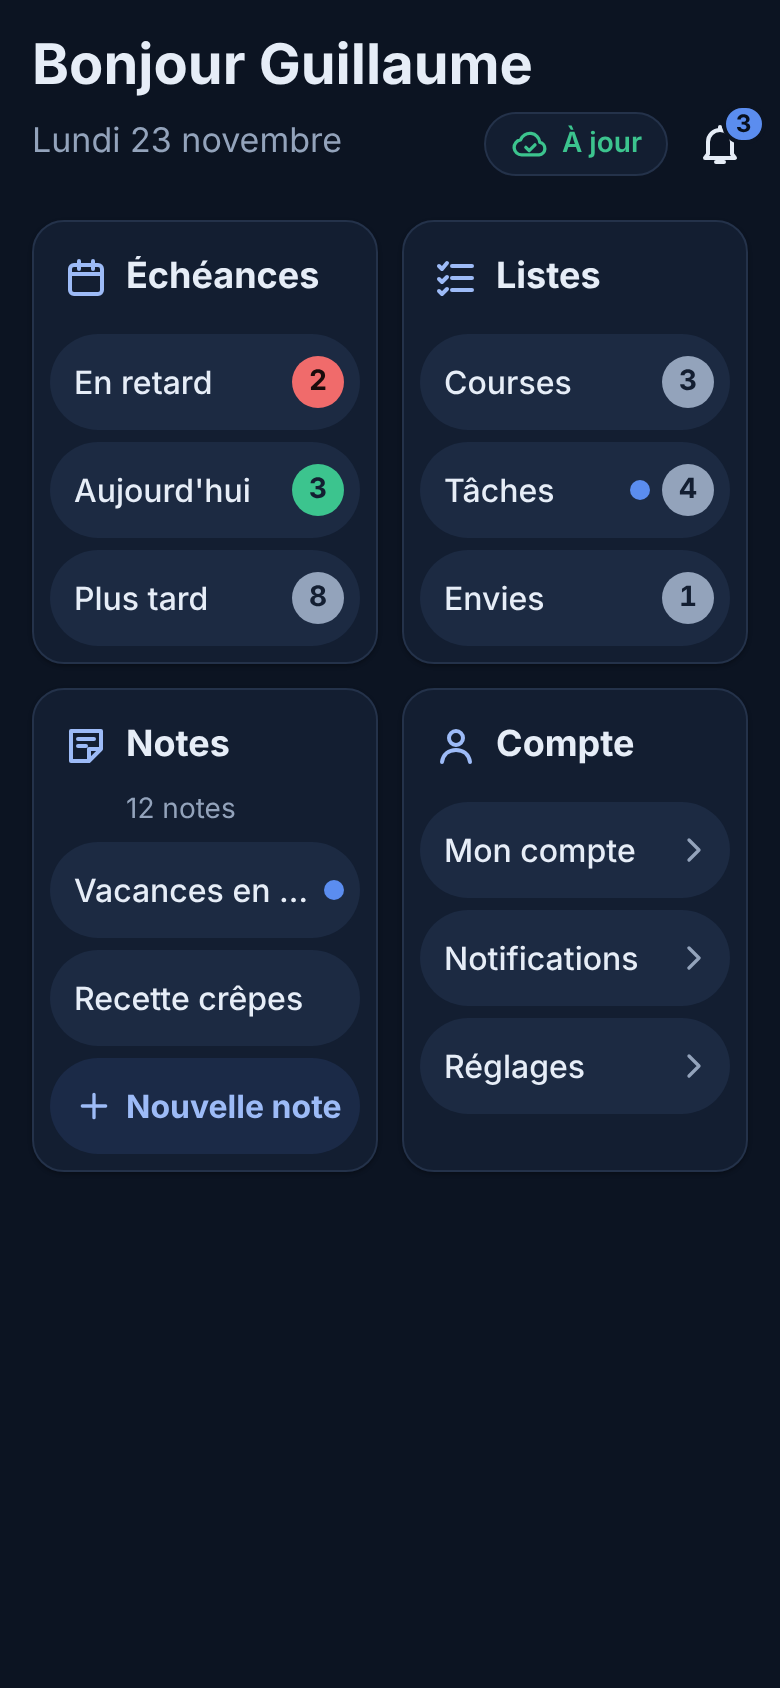 Bonjour Guillaume
Lundi 23 novembre
À jour
3
Échéances
En retard 2
Aujourd'hui 3
Plus tard 8
Listes
Courses 3
Tâches 4
Envies 1
Notes
12 notes
Vacances en ...
Recette crêpes
Nouvelle note
Compte
Mon compte
Notifications
Réglages